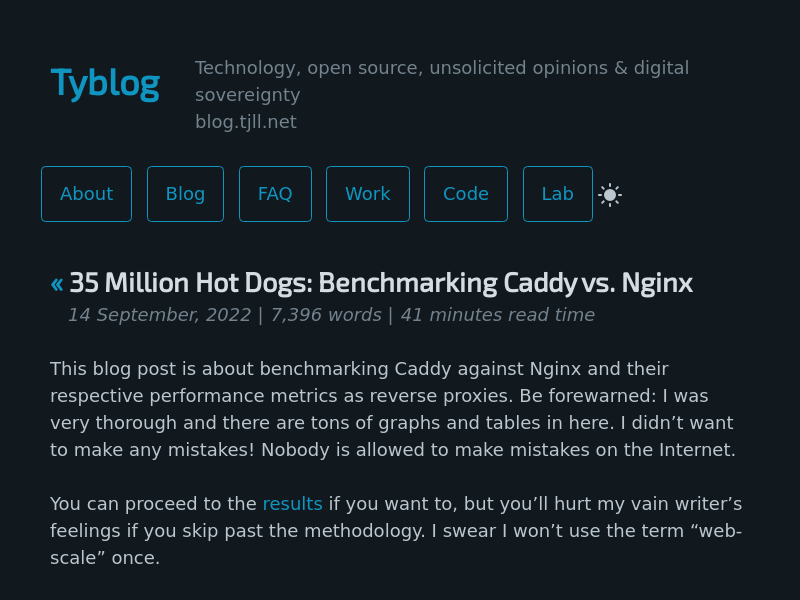 Tyblog
Technology, open source, unsolicited opinions & digital
sovereignty
blog.tjll.net
About
Blog
FAQ
Work
Code
Lab
« 35 Million Hot Dogs: Benchmarking Caddy vs. Nginx
14 September, 2022 | 7,396 words | 41 minutes read time
This blog post is about benchmarking Caddy against Nginx and their
respective performance metrics as reverse proxies. Be forewarned: I was
very thorough and there are tons of graphs and tables in here. I didn’t want
to make any mistakes! Nobody is allowed to make mistakes on the Internet.
You can proceed to the results if you want to, but you’ll hurt my vain writer’s
feelings if you skip past the methodology. I swear I won’t use the term “web-
scale” once.